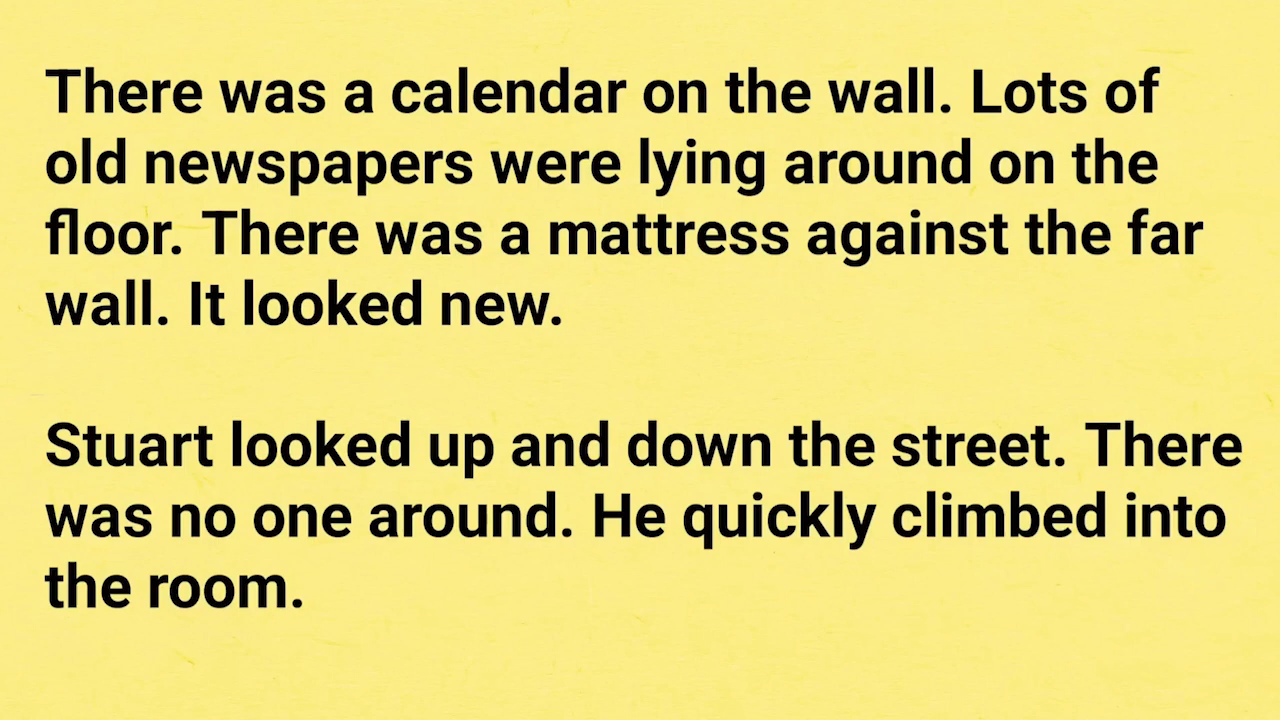 There was a calendar on the wall. Lots of
old newspapers were lying around on the
floor. There was a mattress against the far
wall. It looked new.
Stuart looked up and down the street. There
was no one around. He quickly climbed into
the room.